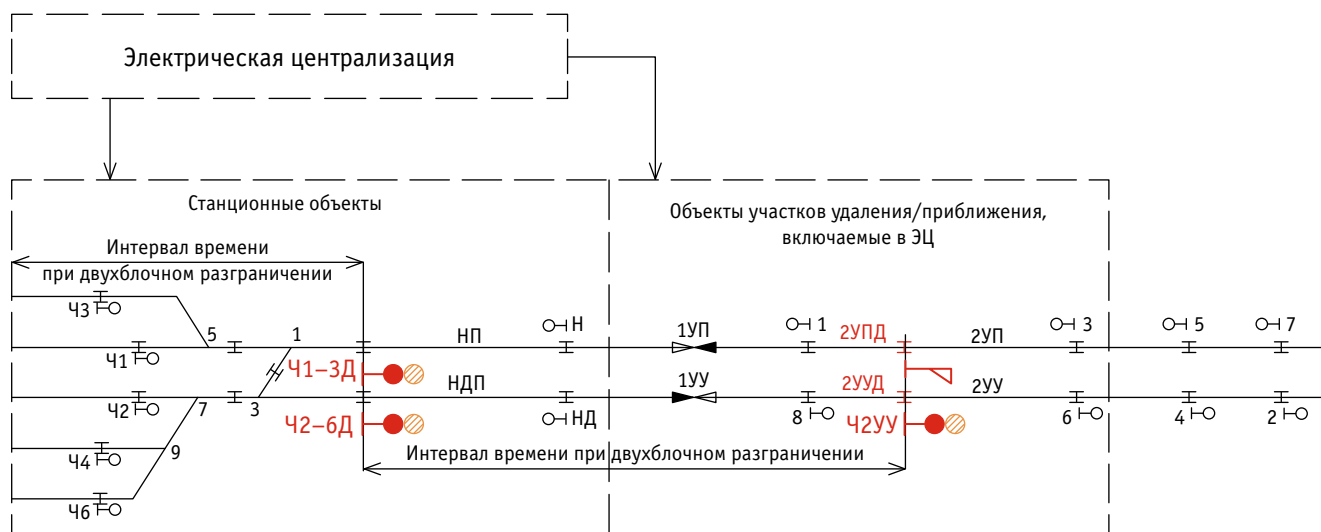 Электрическая централизация
Станционные объекты
Объекты участков удаления/приближения,
включаемые в ЭЦ
Интервал времени
при двухблочном разграничении
Ч3
5
1
НП
Н
1УП
1
2УПД
2УП
3
5
7
Ч1
Ч1–3Д
НДП
1УУ
2УУД
2УУ
Ч2
7
3
Ч2–6Д
НД
8
Ч2УУ
6
4
2
Ч4
9
Интервал времени при двухблочном разграничении
Ч6